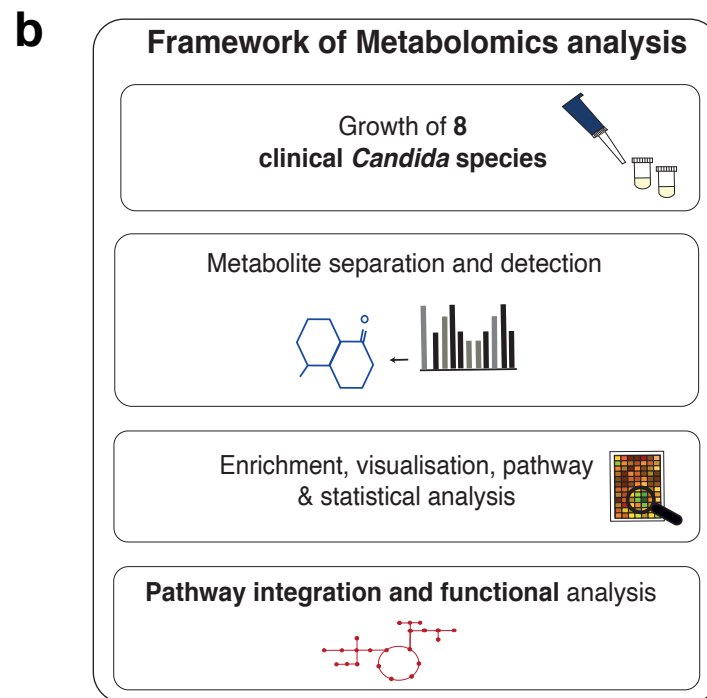 b
Framework of Metabolomics analysis
Growth of 8
clinical Candida species
Metabolite separation and detection
O
Enrichment, visualisation, pathway
& statistical analysis
Pathway integration and functional analysis